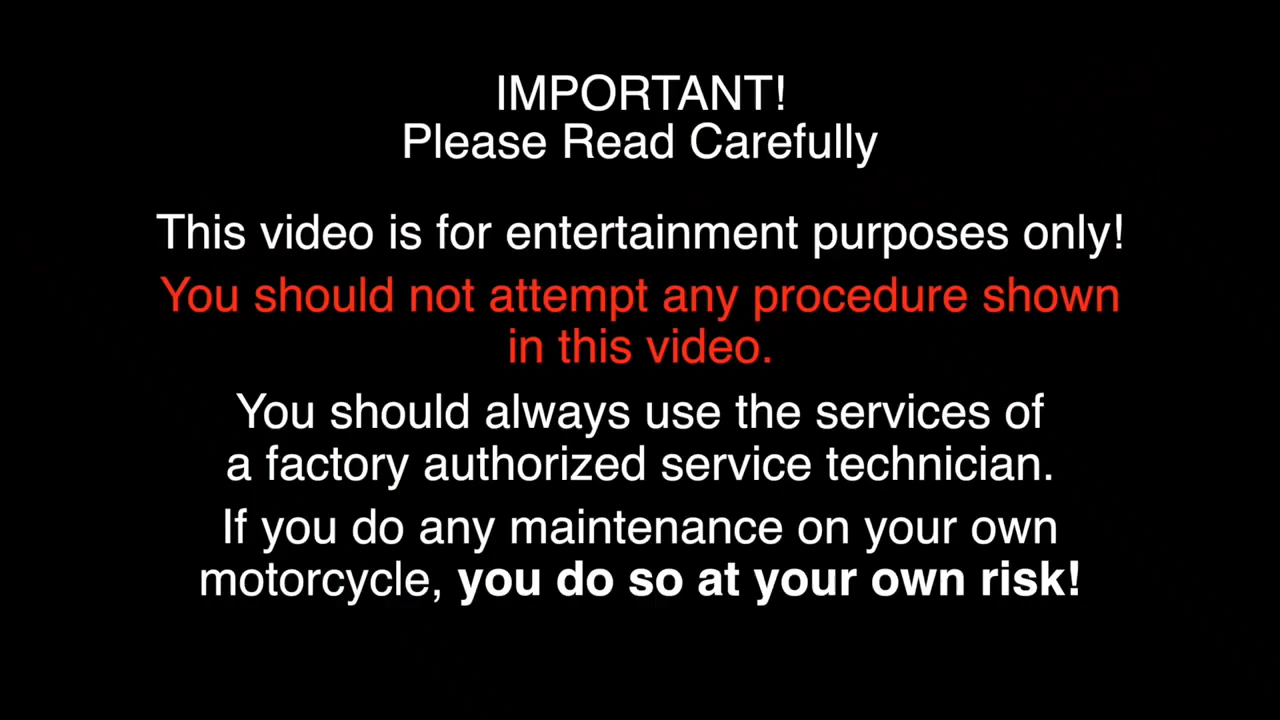 IMPORTANT!
Please Read Carefully
This video is for entertainment purposes only!
You should not attempt any procedure shown
in this video.
You should always use the services of
a factory authorized service technician.
If you do any maintenance on your own
motorcycle, you do so at your own risk!